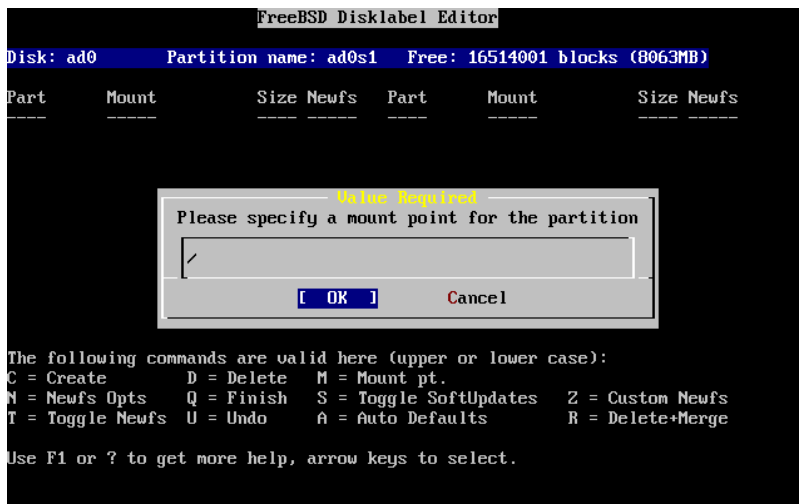 FreeBSD Disklabel Editor
Disk: ad0 Partition name: ad0s1 Free: 16514001 blocks (8063MB)
Part Mount Size Newfs Part Mount Size Newfs
---- ----- ---- ----- ---- ----- ---- -----
Value Required
Please specify a mount point for the partition
/
[ OK ] Cancel
The following commands are valid here (upper or lower case):
C = Create D = Delete M = Mount pt.
N = Newfs Opts Q = Finish S = Toggle SoftUpdates Z = Custom Newfs
T = Toggle Newfs U = Undo A = Auto Defaults R = Delete+Merge
Use F1 or ? to get more help, arrow keys to select.